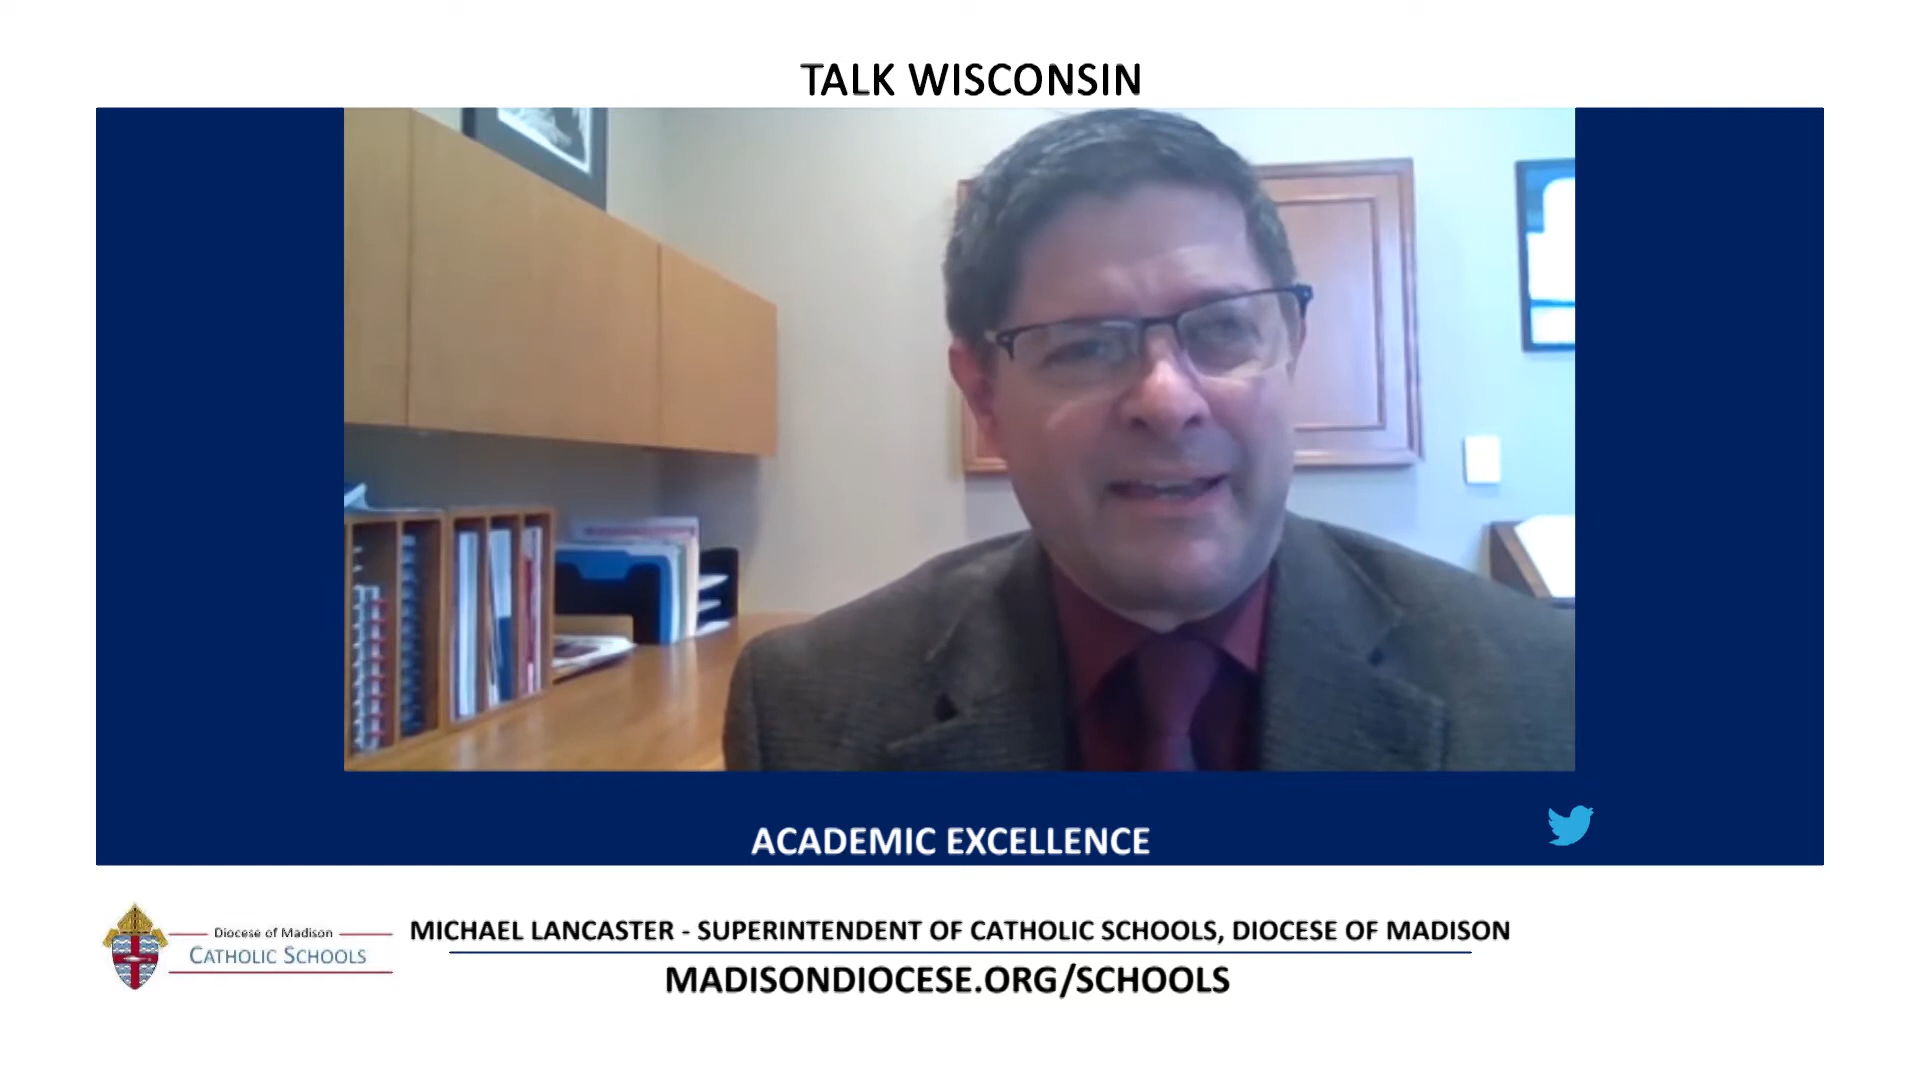 TALK WISCONSIN
ACADEMIC EXCELLENCE
Diocese of Madison
CATHOLIC SCHOOLS
MICHAEL LANCASTER - SUPERINTENDENT OF CATHOLIC SCHOOLS, DIOCESE OF MADISON
MADISONDIOCESE.ORG/SCHOOLS